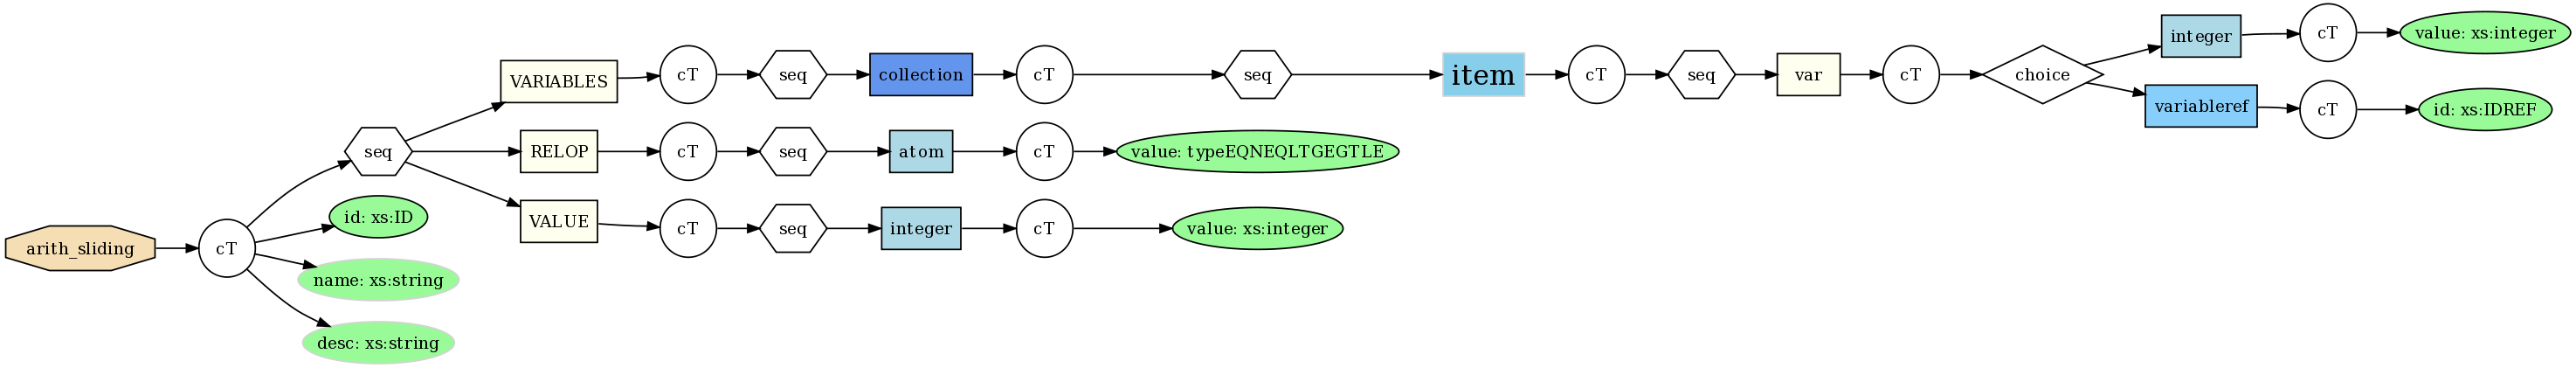 arith_sliding
cT
seq
VARIABLES
cT
seq
collection
cT
seq
item
cT
seq
var
cT
choice
integer
cT
value: xs:integer
variableref
cT
id: xs:IDREF
RELOP
cT
seq
atom
cT
value: typeEQNEQLTGEGTLE
VALUE
cT
seq
integer
cT
value: xs:integer
id: xs:ID
name: xs:string
desc: xs:string